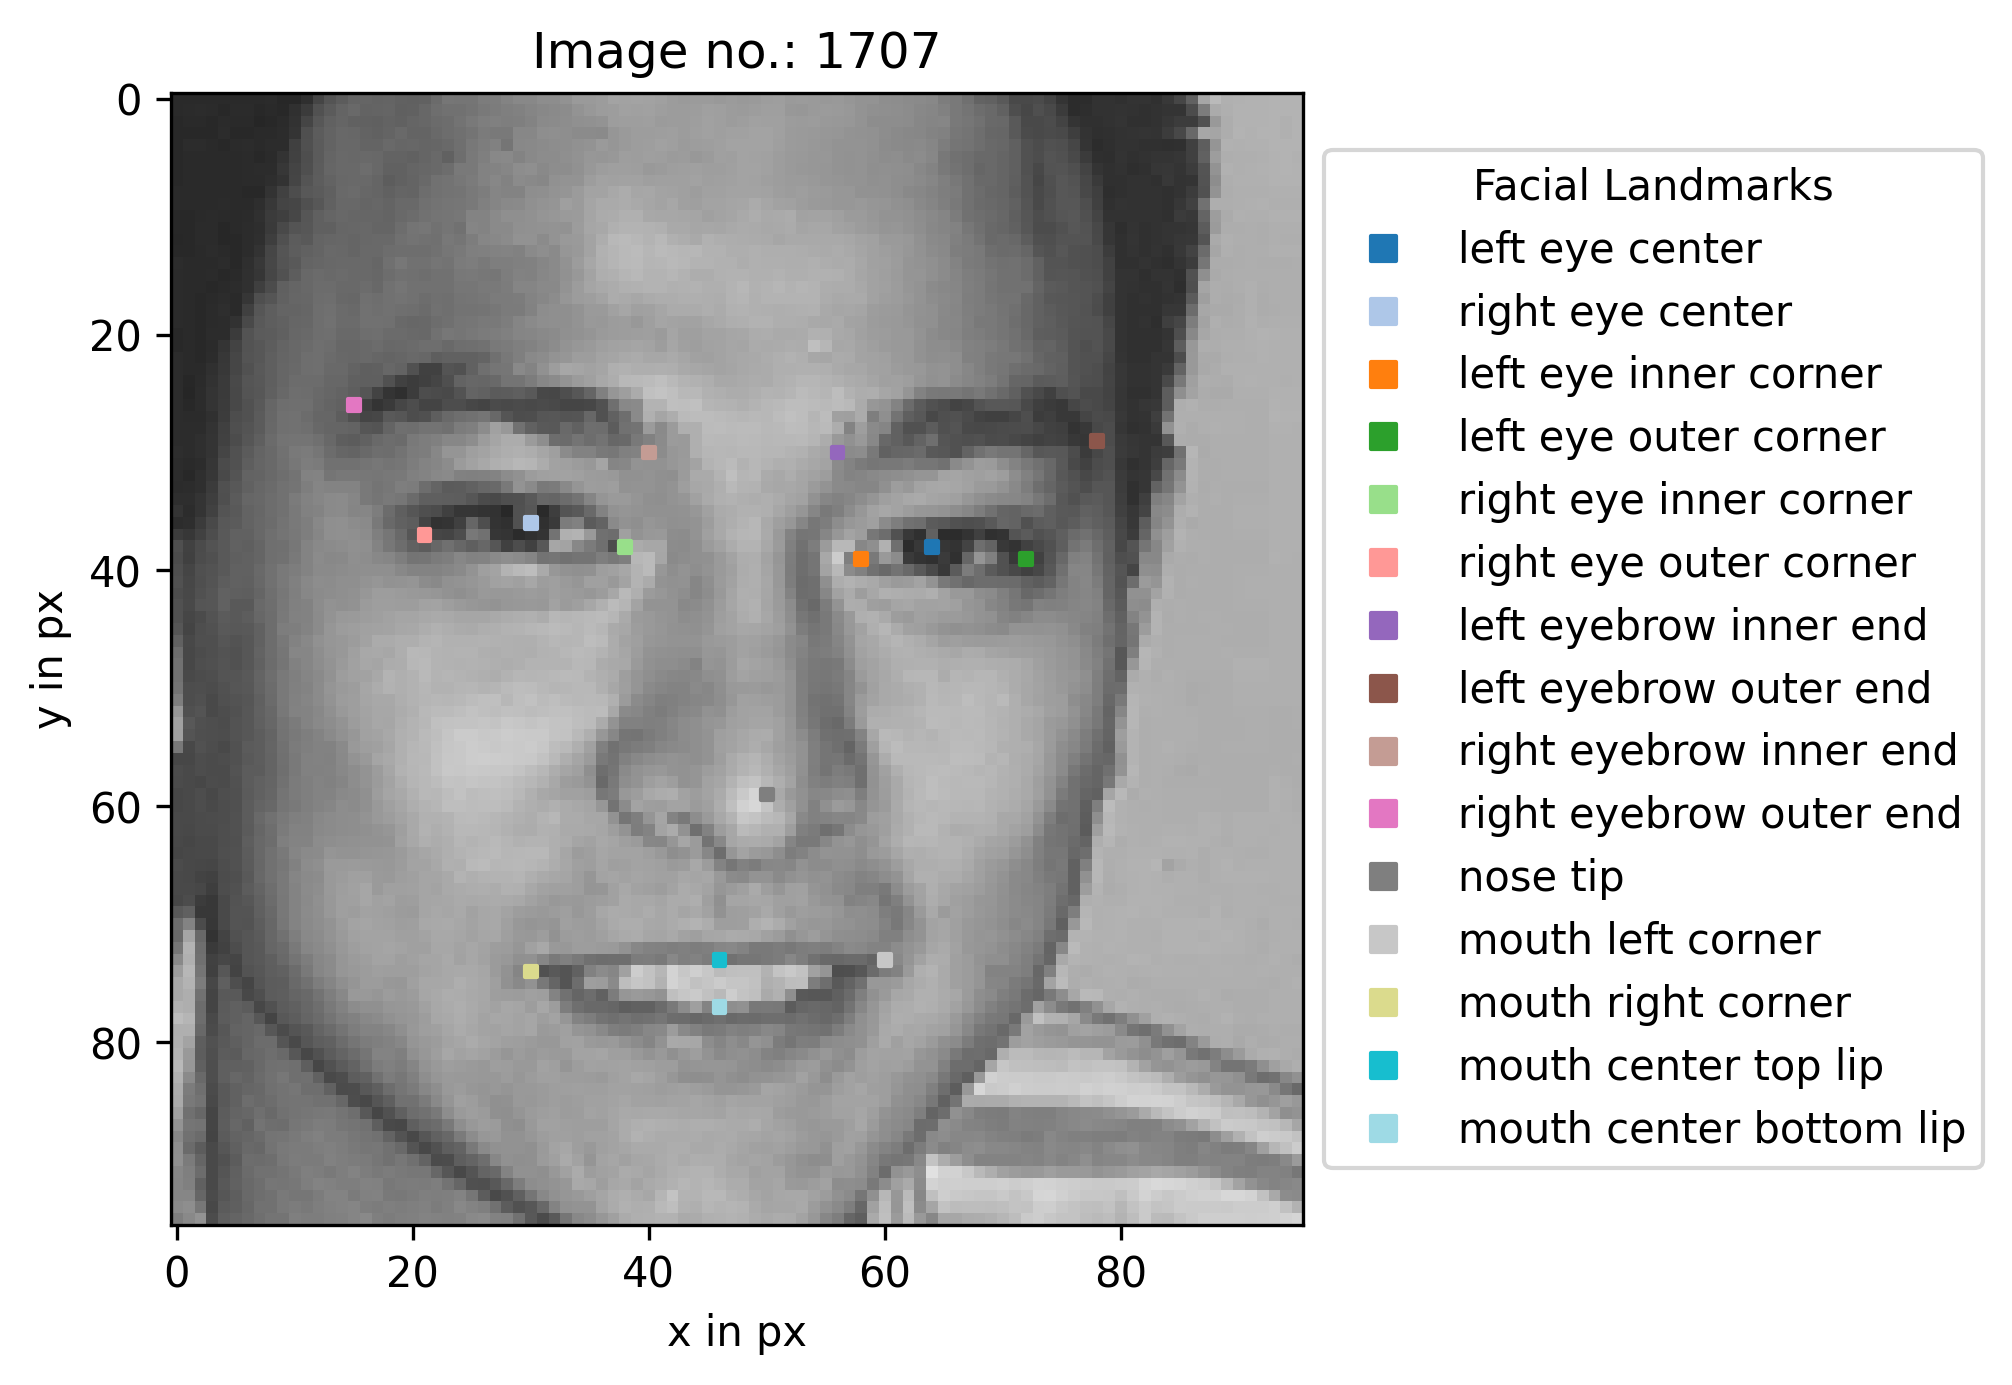 Image no.: 1707
0
20
40
60
80
y in px
0 20 40 60 80
x in px
Facial Landmarks
left eye center
right eye center
left eye inner corner
left eye outer corner
right eye inner corner
right eye outer corner
left eyebrow inner end
left eyebrow outer end
right eyebrow inner end
right eyebrow outer end
nose tip
mouth left corner
mouth right corner
mouth center top lip
mouth center bottom lip